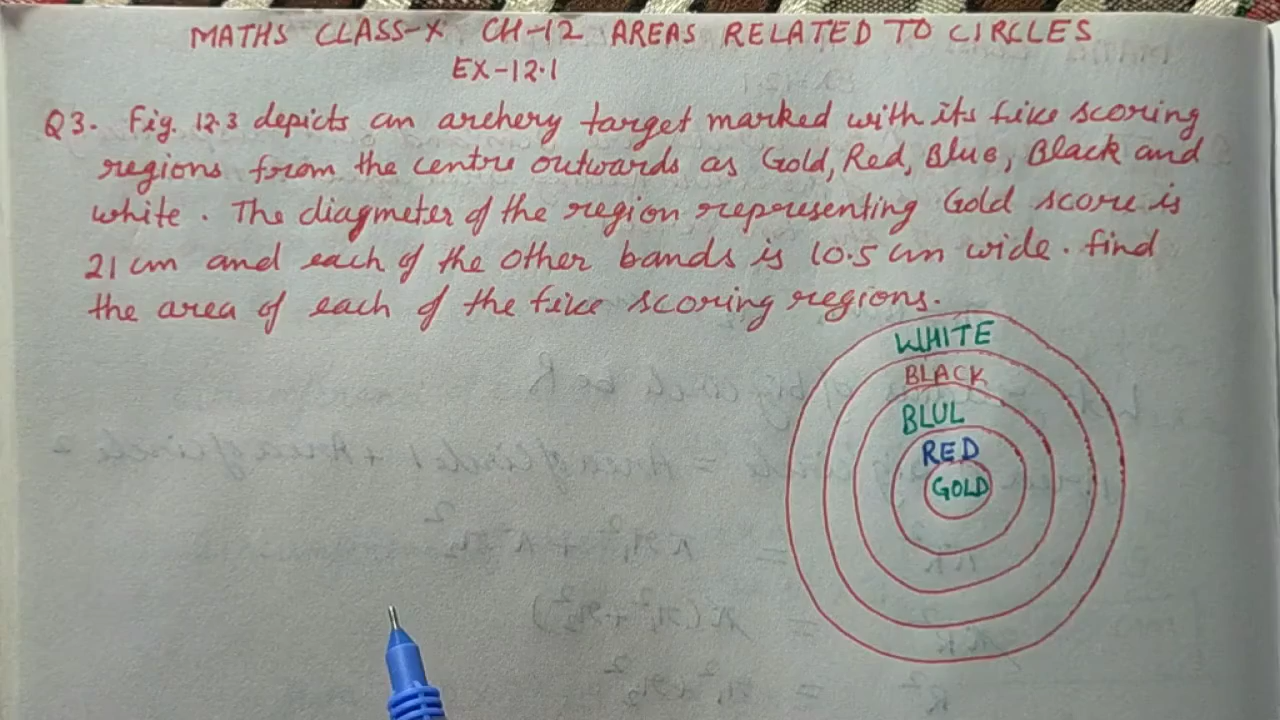 MATHS CLASS-X CH-12 AREAS RELATED TO CIRCLES
EX-12.1
Q3. Fig. 12.3 depicts an archery target marked with its five scoring
regions from the centre outwards as Gold, Red, Blue, Black and
white. The diagmeter of the region representing Gold score is
21 cm and each of the other bands is 10.5 cm wide. find
the area of each of the five scoring regions.
WHITE
BLACK
BLUE
RED
GOLD